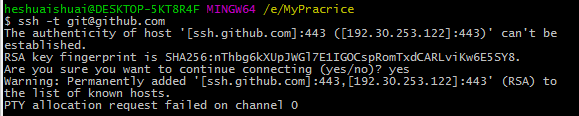 heshuaishuai@DESKTOP-5KT8R4F MINGW64 /e/MyPracrice
$ ssh -t git@github.com
The authenticity of host '[ssh.github.com]:443 ([192.30.253.122]:443)' can't be
established.
RSA key fingerprint is SHA256:nThbg6kXUpJWGl7E1IGOCspRomTxdCARLviKw6E5SY8.
Are you sure you want to continue connecting (yes/no)? yes
Warning: Permanently added '[ssh.github.com]:443,[192.30.253.122]:443' (RSA) to
the list of known hosts.
PTY allocation request failed on channel 0